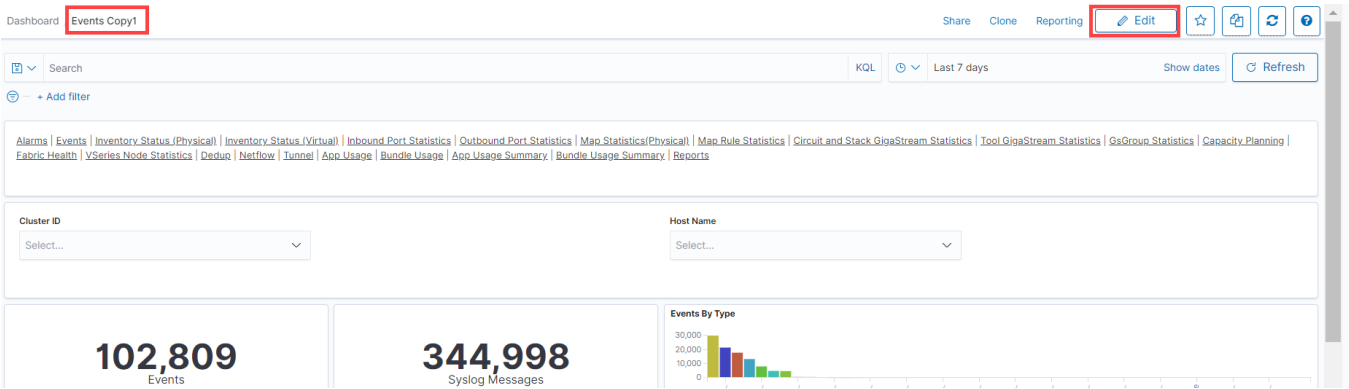 Dashboard Events Copy1 Share Clone Reporting Edit
Search KQL Last 7 days Show dates Refresh
+ Add filter
Alarms | Events | Inventory Status (Physical) | Inventory Status (Virtual) | Inbound Port Statistics | Outbound Port Statistics | Map Statistics(Physical) | Map Rule Statistics | Circuit and Stack GigaStream Statistics | Tool GigaStream Statistics | GsGroup Statistics | Capacity Planning |
Fabric Health | VSeries Node Statistics | Dedup | Netflow | Tunnel | App Usage | Bundle Usage | App Usage Summary | Bundle Usage Summary | Reports
Cluster ID Host Name
Select... Select...
102,809
Events
344,998
Syslog Messages
Events By Type
30,000
20,000
10,000
0